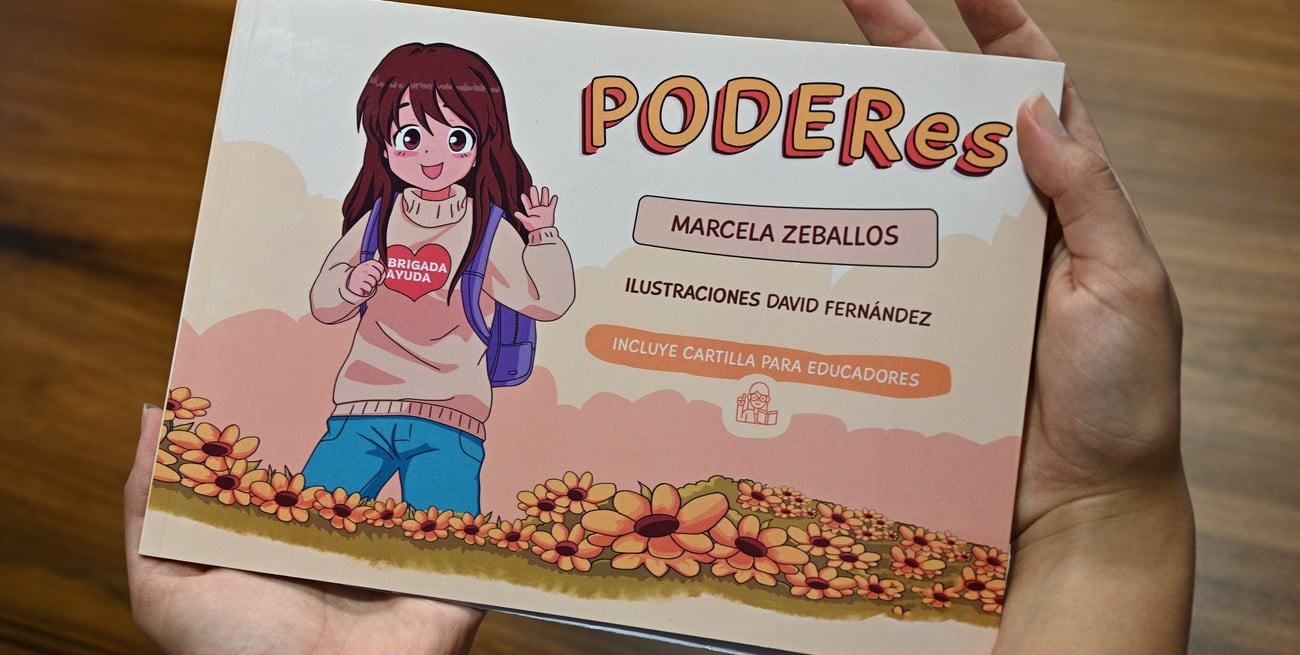 PODERes
MARCELA ZEBALLOS
ILUSTRACIONES DAVID FERNÁNDEZ
INCLUYE CARTILLA PARA EDUCADORES
BRIGADA
AYUDA